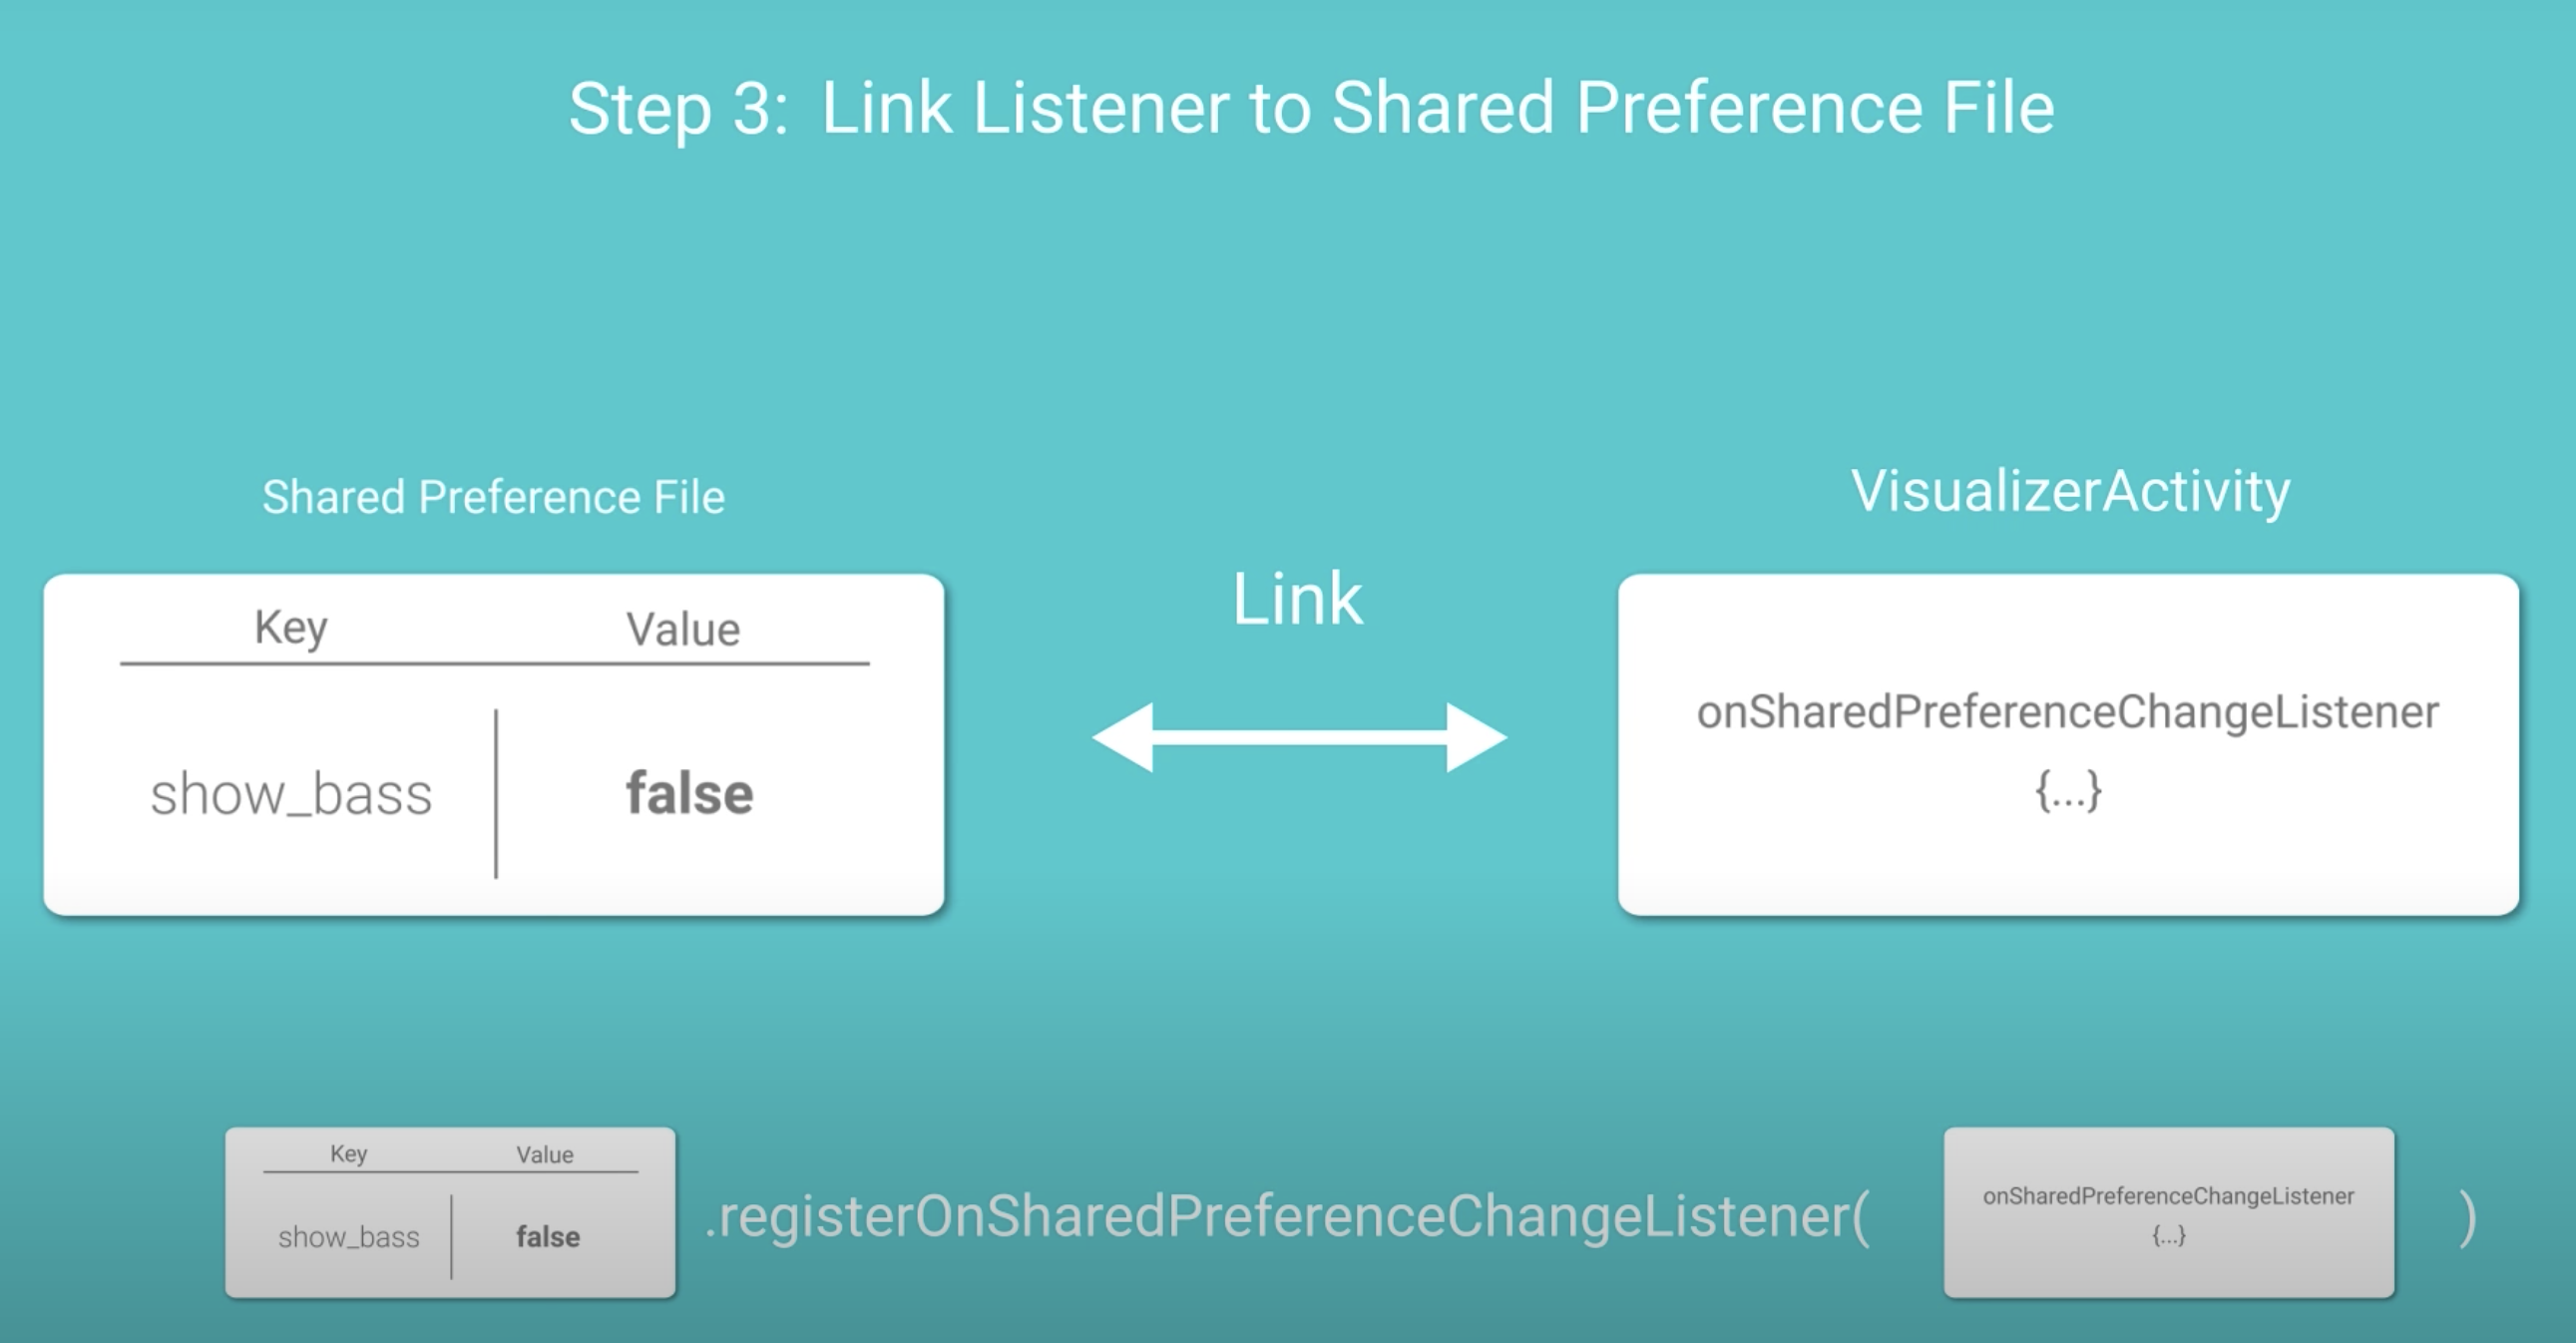 Step 3: Link Listener to Shared Preference File
Shared Preference File
Key Value
show_bass false
Link
VisualizerActivity
onSharedPreferenceChangeListener
{...}
Key Value
show_bass false
.registerOnSharedPreferenceChangeListener(
onSharedPreferenceChangeListener
{...}
)